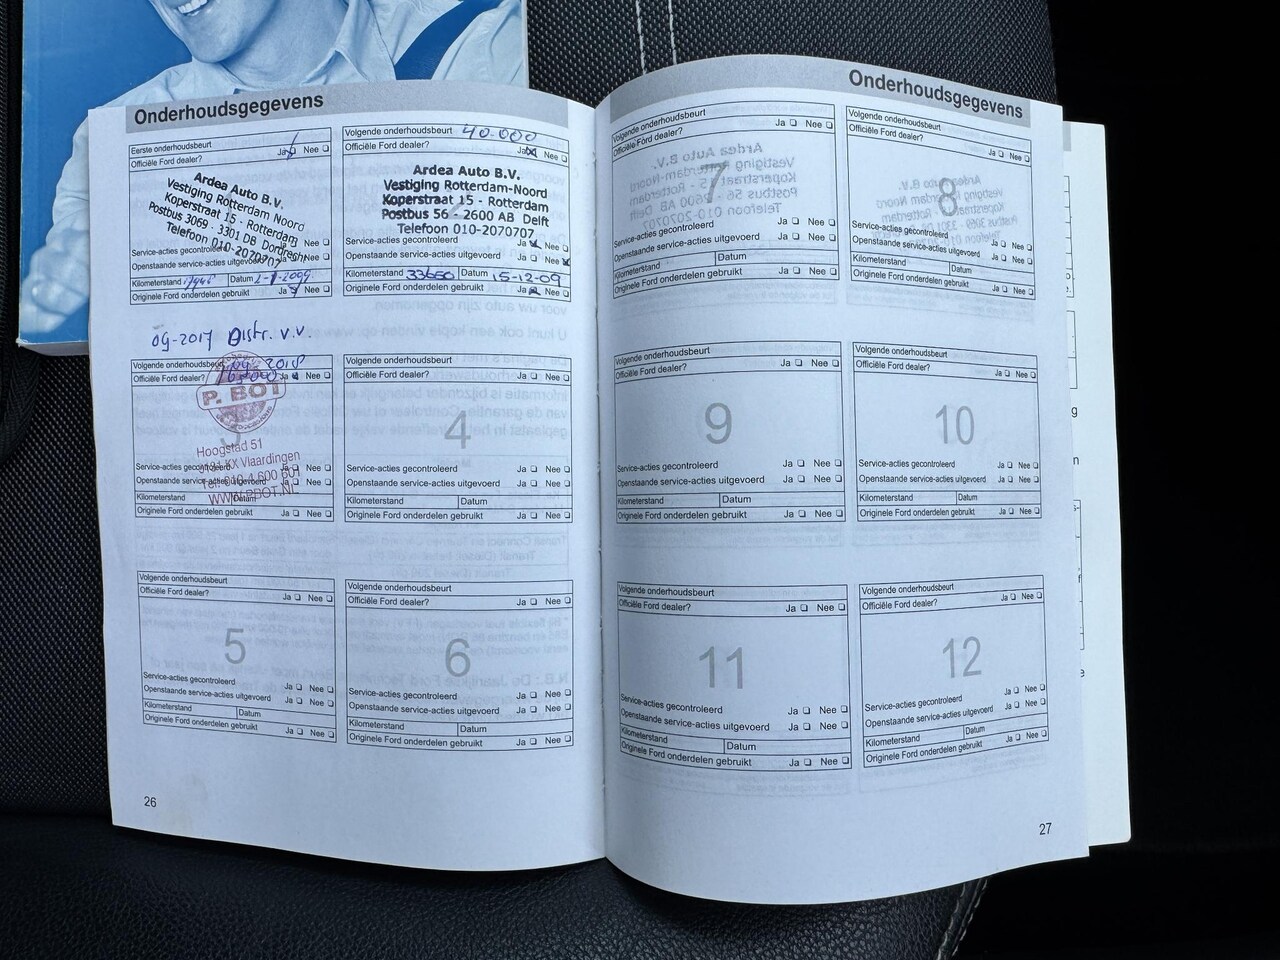 Onderhoudsgegevens
Eerste onderhoudsbeurt
Officiële Ford dealer? Ja Nee
Ardea Auto B.V.
Vestiging Rotterdam Noord
Koperstraat 15 - Rotterdam
Postbus 3069 - 3301 DB Dordrecht
Telefoon 010-2070707
Service-acties gecontroleerd Ja Nee
Openstaande service-acties uitgevoerd Ja Nee
Kilometerstand Datum
Originele Ford onderdelen gebruikt Ja Nee
Volgende onderhoudsbeurt 40.000
Officiële Ford dealer? Ja Nee
Ardea Auto B.V.
Vestiging Rotterdam-Noord
Koperstraat 15 - Rotterdam
Postbus 56 - 2600 AB Delft
Telefoon 010-2070707
Service-acties gecontroleerd Ja Nee
Openstaande service-acties uitgevoerd Ja Nee
Kilometerstand 33650 Datum 15-12-09
Originele Ford onderdelen gebruikt Ja Nee
09-2017 Distr. v.v.
Volgende onderhoudsbeurt 09 2018
Officiële Ford dealer? Ja Nee
P. BOT
3
Hoogstad 51
3131 KX Vlaardingen
WWW.PBOT.NL
Service-acties gecontroleerd Ja Nee
Openstaande service-acties uitgevoerd Ja Nee
Kilometerstand Datum
Originele Ford onderdelen gebruikt Ja Nee
Volgende onderhoudsbeurt
Officiële Ford dealer? Ja Nee
4
Service-acties gecontroleerd Ja Nee
Openstaande service-acties uitgevoerd Ja Nee
Kilometerstand Datum
Originele Ford onderdelen gebruikt Ja Nee
Volgende onderhoudsbeurt
Officiële Ford dealer? Ja Nee
5
Service-acties gecontroleerd Ja Nee
Openstaande service-acties uitgevoerd Ja Nee
Kilometerstand Datum
Originele Ford onderdelen gebruikt Ja Nee
Volgende onderhoudsbeurt
Officiële Ford dealer? Ja Nee
6
Service-acties gecontroleerd Ja Nee
Openstaande service-acties uitgevoerd Ja Nee
Kilometerstand Datum
Originele Ford onderdelen gebruikt Ja Nee
26
Onderhoudsgegevens
Volgende onderhoudsbeurt
Officiële Ford dealer? Ja Nee
7
Service-acties gecontroleerd Ja Nee
Openstaande service-acties uitgevoerd Ja Nee
Kilometerstand Datum
Originele Ford onderdelen gebruikt Ja Nee
Volgende onderhoudsbeurt
Officiële Ford dealer? Ja Nee
8
Service-acties gecontroleerd Ja Nee
Openstaande service-acties uitgevoerd Ja Nee
Kilometerstand Datum
Originele Ford onderdelen gebruikt Ja Nee
Volgende onderhoudsbeurt
Officiële Ford dealer? Ja Nee
9
Service-acties gecontroleerd Ja Nee
Openstaande service-acties uitgevoerd Ja Nee
Kilometerstand Datum
Originele Ford onderdelen gebruikt Ja Nee
Volgende onderhoudsbeurt
Officiële Ford dealer? Ja Nee
10
Service-acties gecontroleerd Ja Nee
Openstaande service-acties uitgevoerd Ja Nee
Kilometerstand Datum
Originele Ford onderdelen gebruikt Ja Nee
Volgende onderhoudsbeurt
Officiële Ford dealer? Ja Nee
11
Service-acties gecontroleerd Ja Nee
Openstaande service-acties uitgevoerd Ja Nee
Kilometerstand Datum
Originele Ford onderdelen gebruikt Ja Nee
Volgende onderhoudsbeurt
Officiële Ford dealer? Ja Nee
12
Service-acties gecontroleerd Ja Nee
Openstaande service-acties uitgevoerd Ja Nee
Kilometerstand Datum
Originele Ford onderdelen gebruikt Ja Nee
27